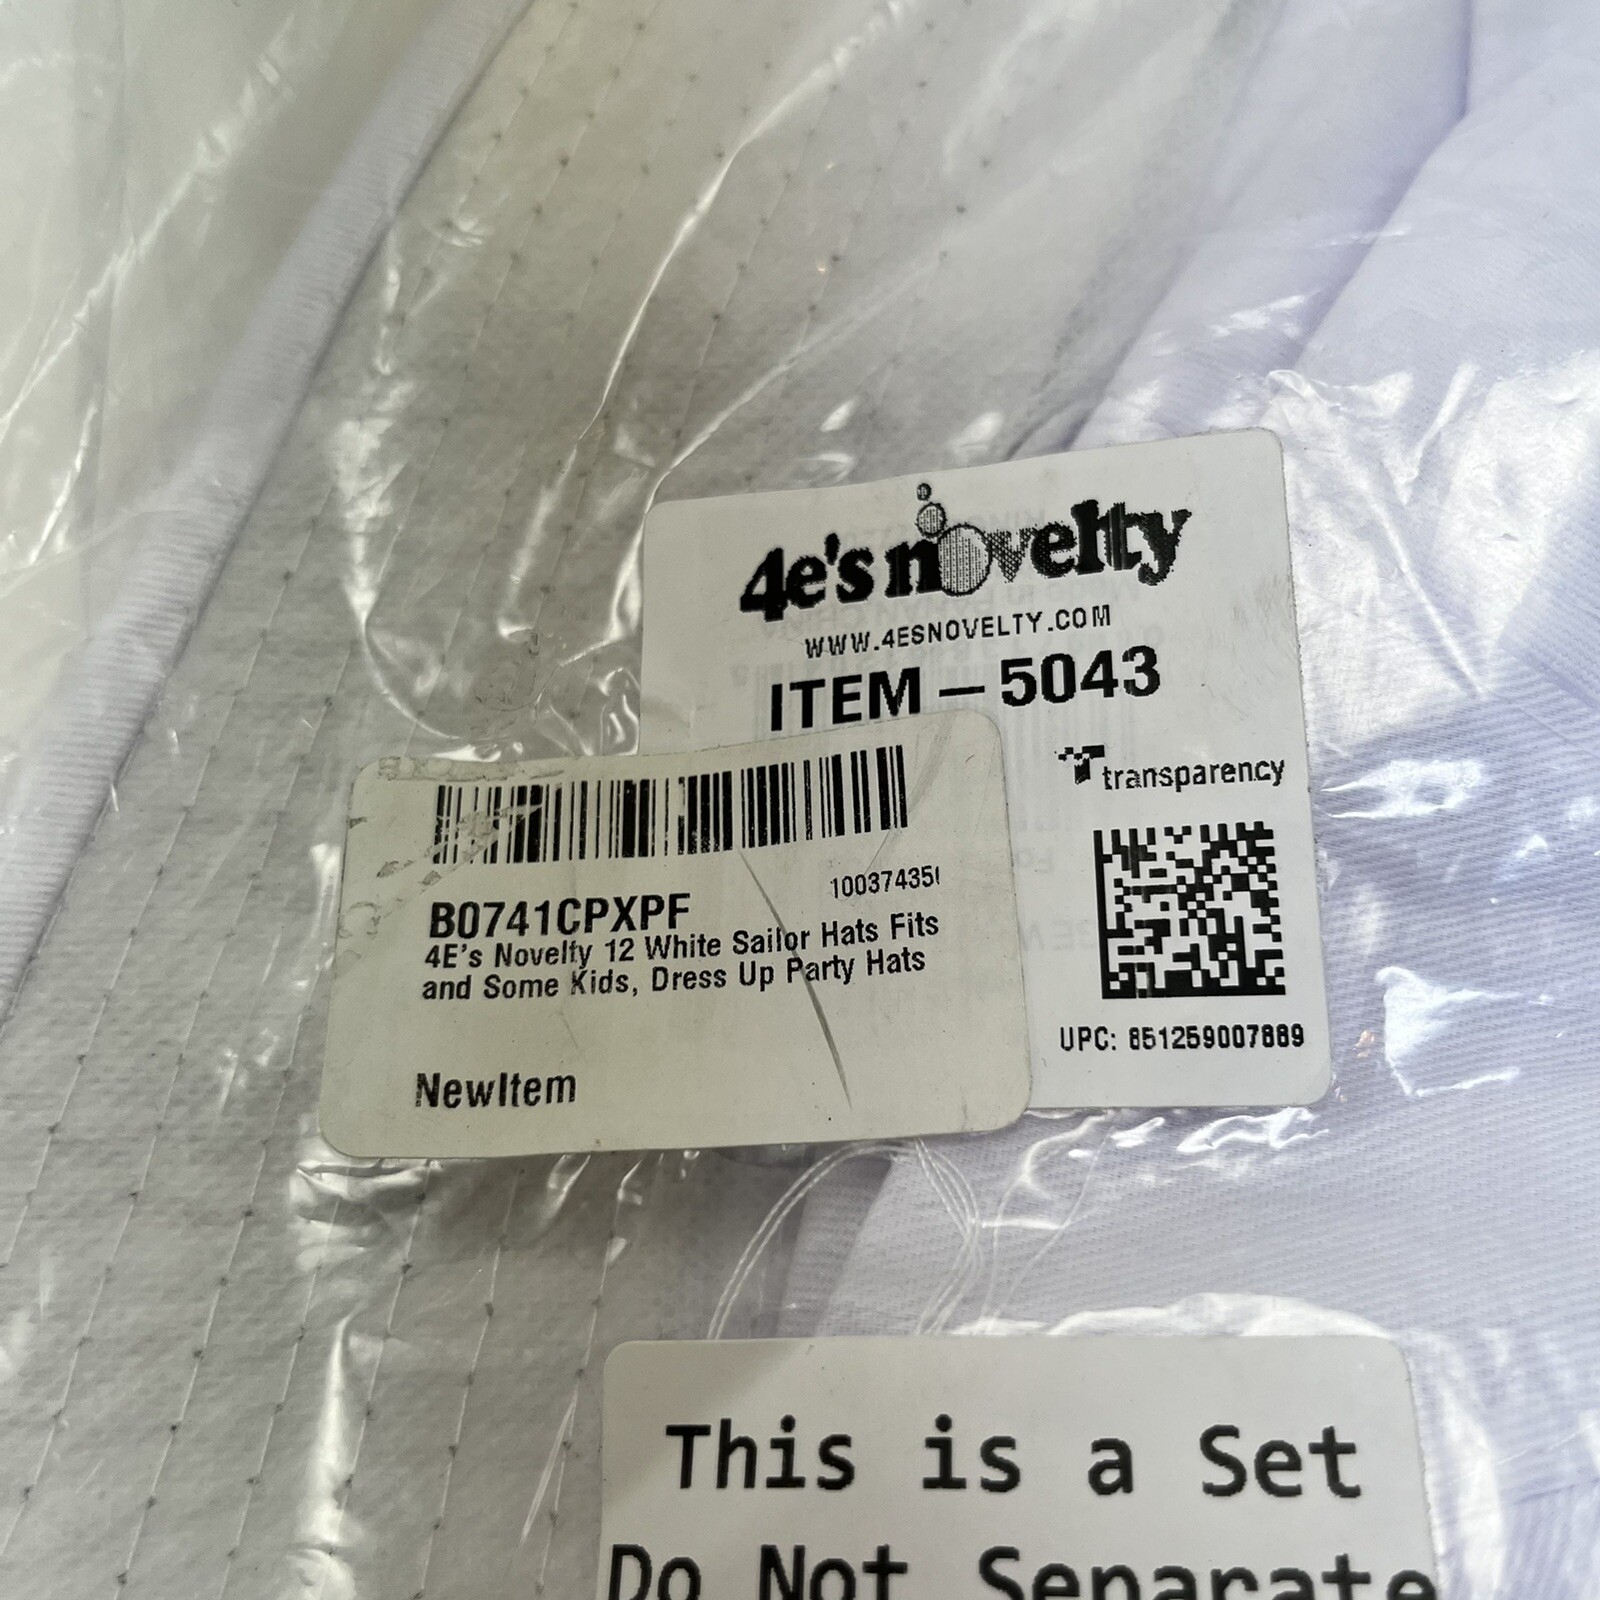 4e's novelty
WWW.4ESNOVELTY.COM
ITEM – 5043
transparency
UPC: 851259007889
B0741CPXPF
4E's Novelty 12 White Sailor Hats Fits
and Some Kids, Dress Up Party Hats
NewItem
This is a Set
Do Not Separate